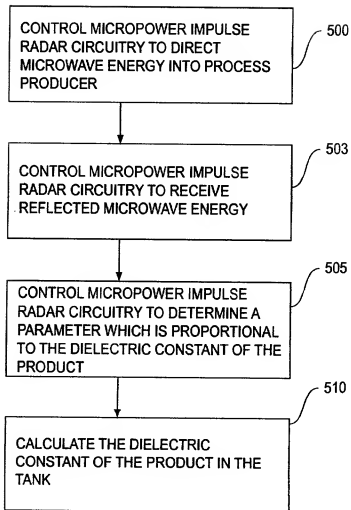 CONTROL MICROPOWER IMPULSE
RADAR CIRCUITRY TO DIRECT
MICROWAVE ENERGY INTO PROCESS
PRODUCER
500
CONTROL MICROPOWER IMPULSE
RADAR CIRCUITRY TO RECEIVE
REFLECTED MICROWAVE ENERGY.
503
CONTROL MICROPOWER IMPULSE
RADAR CIRCUITRY TO DETERMINE A
PARAMETER WHICH IS PROPORTIONAL
TO THE DIELECTRIC CONSTANT OF THE
PRODUCT
505
CALCULATE THE DIELECTRIC
CONSTANT OF THE PRODUCT IN THE
TANK
510